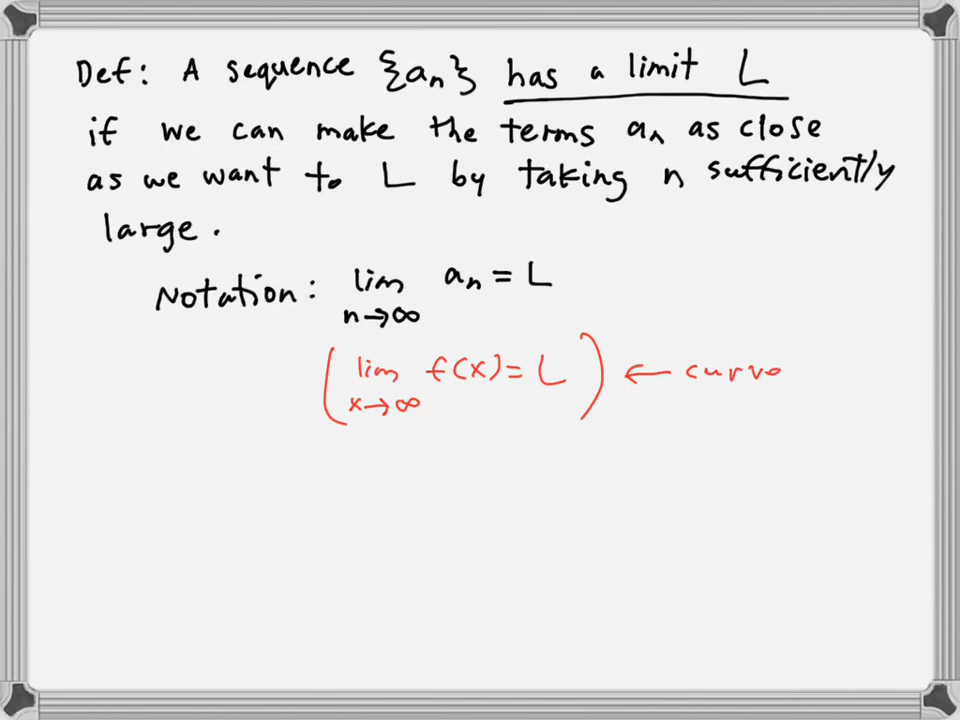 Def: A sequence {aₙ} has a limit L
if we can make the terms aₙ as close
as we want to L by taking n sufficiently
large.
Notation: lim aₙ = L
n→∞
( lim f(x) = L ) ← curve
x→∞